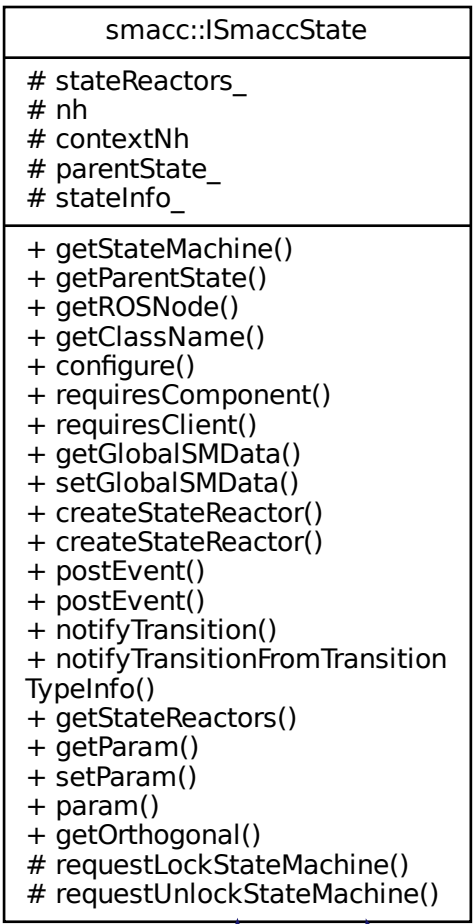 smacc::ISmaccState
# stateReactors_
# nh
# contextNh
# parentState_
# stateInfo_
+ getStateMachine()
+ getParentState()
+ getROSNode()
+ getClassName()
+ configure()
+ requiresComponent()
+ requiresClient()
+ getGlobalSMData()
+ setGlobalSMData()
+ createStateReactor()
+ createStateReactor()
+ postEvent()
+ postEvent()
+ notifyTransition()
+ notifyTransitionFromTransition
TypeInfo()
+ getStateReactors()
+ getParam()
+ setParam()
+ param()
+ getOrthogonal()
# requestLockStateMachine()
# requestUnlockStateMachine()